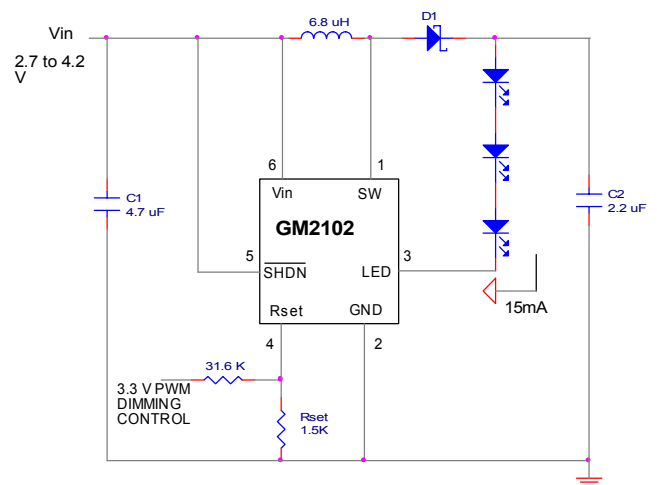 Vin
6.8 uH
D1
2.7 to 4.2
V
6
1
Vin
SW
C1
4.7 uF
C2
2.2 uF
GM2102
5
3
SHDN
LED
15mA
Rset
GND
4
2
31.6 K
3.3 V PWM
DIMMING
CONTROL
Rset
1.5K